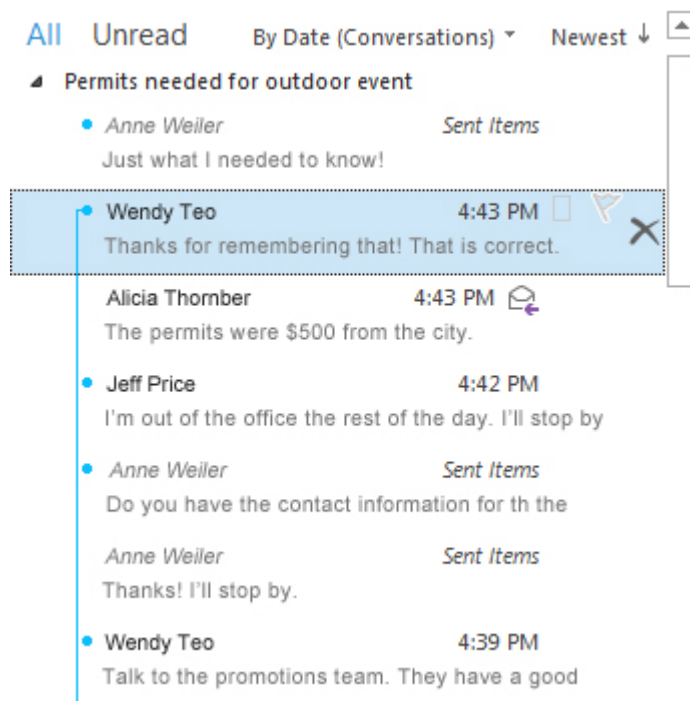 All Unread By Date (Conversations) Newest ↓
Permits needed for outdoor event
Anne Weiler Sent Items
Just what I needed to know!
Wendy Teo 4:43 PM
Thanks for remembering that! That is correct.
Alicia Thornber 4:43 PM
The permits were $500 from the city.
Jeff Price 4:42 PM
I'm out of the office the rest of the day. I'll stop by
Anne Weiler Sent Items
Do you have the contact information for th the
Anne Weiler Sent Items
Thanks! I'll stop by.
Wendy Teo 4:39 PM
Talk to the promotions team. They have a good